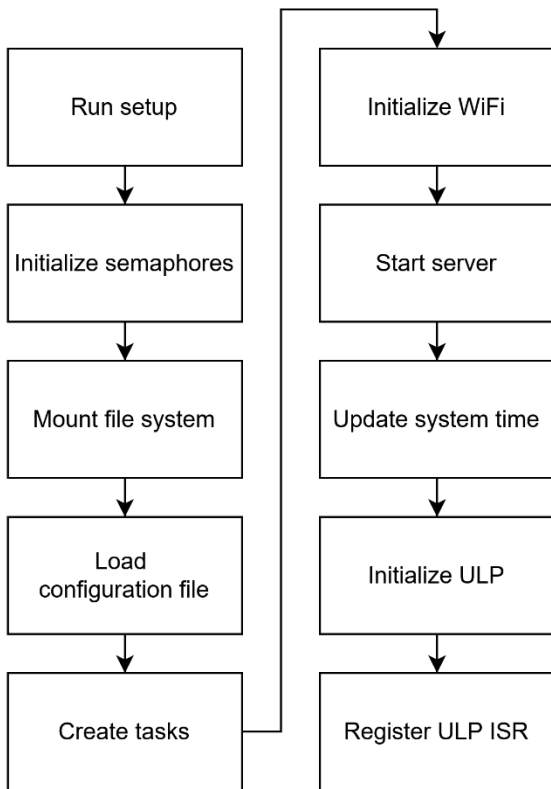 Run setup
Initialize semaphores
Mount file system
Load
configuration file
Create tasks
Initialize WiFi
Start server
Update system time
Initialize ULP
Register ULP ISR